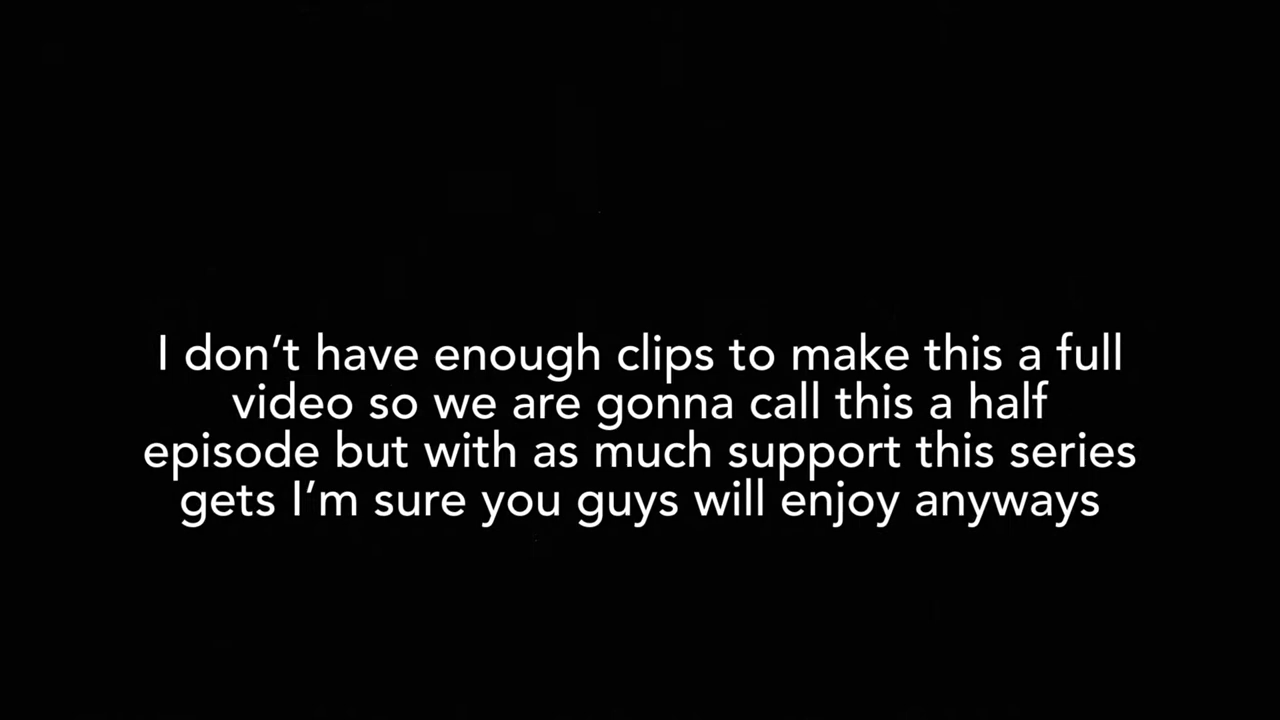 I don’t have enough clips to make this a full
video so we are gonna call this a half
episode but with as much support this series
gets I’m sure you guys will enjoy anyways